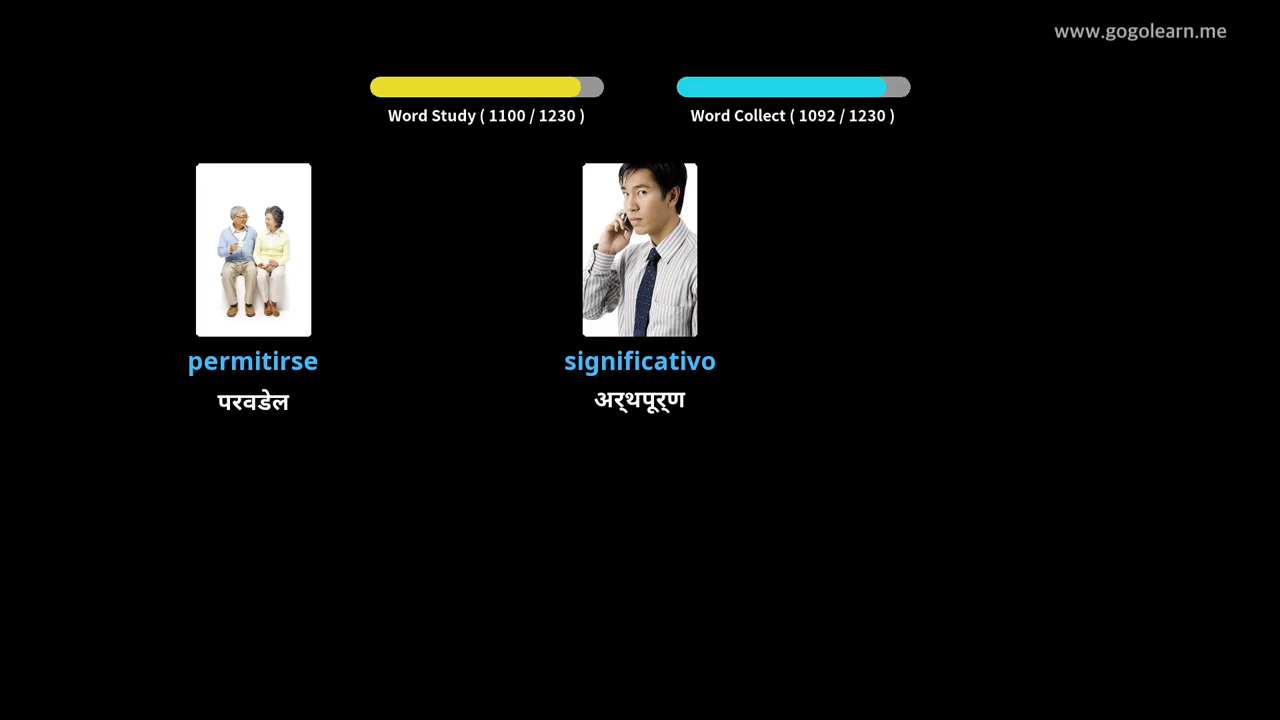 www.gogolearn.me
Word Study ( 1100 / 1230 )
Word Collect ( 1092 / 1230 )
permitirse
परवडेल
significativo
अर्थपूर्ण